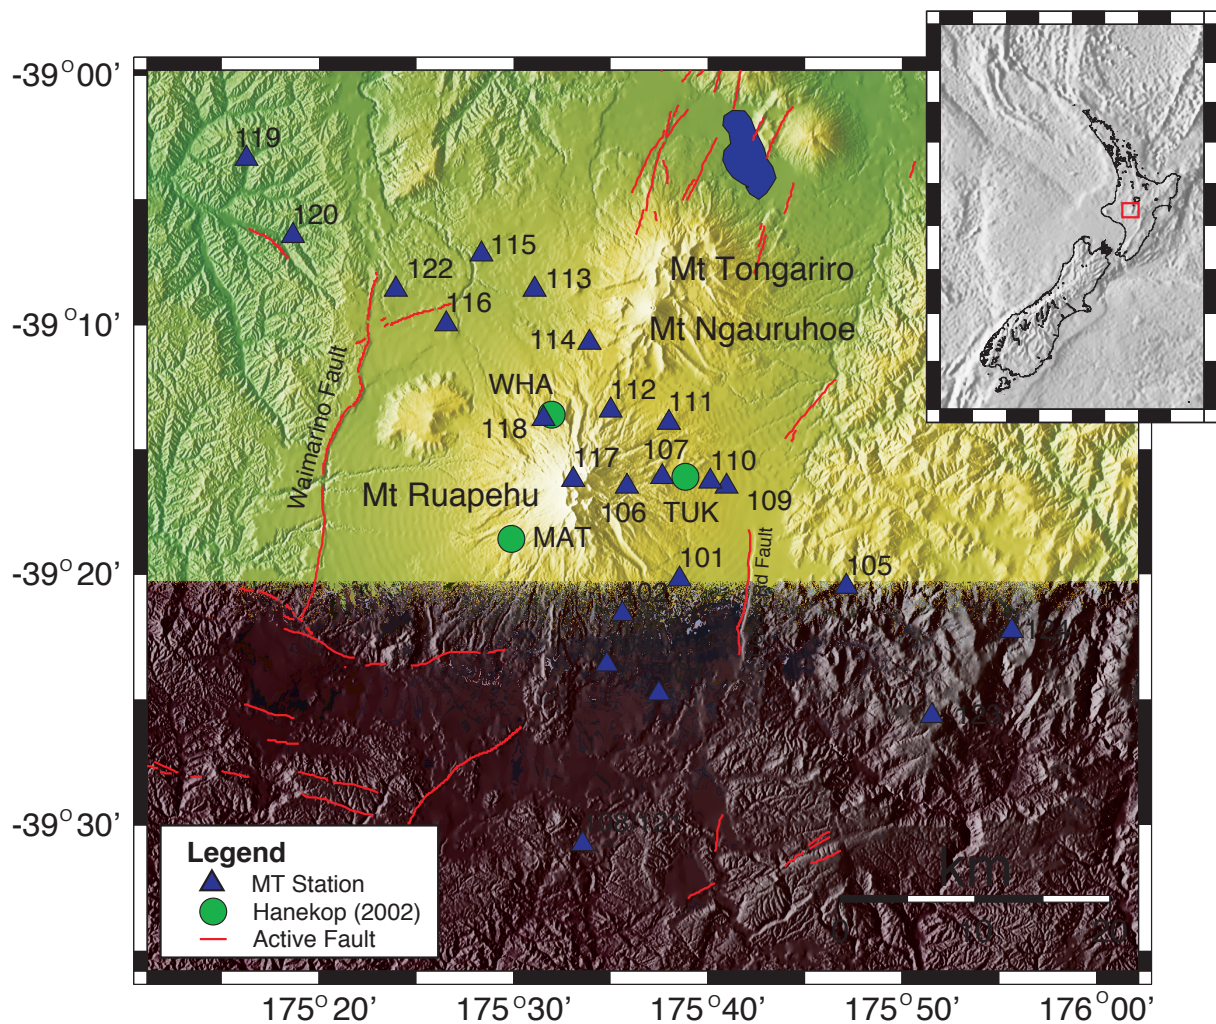 -39°00’
119
120
115
Mt Tongariro
122
113
116
-39°10’
114
Mt Ngauruhoe
Waimarino Fault
WHA
112
111
118
107
117
110
Mt Ruapehu
109
106
TUK
MAT
101
105
Fault
-39°20’
123
121
-39°30’
Legend
MT Station
Hanekop (2002)
Active Fault
km
0
10
20
175°20’
175°30’
175°40’
175°50’
176°00’